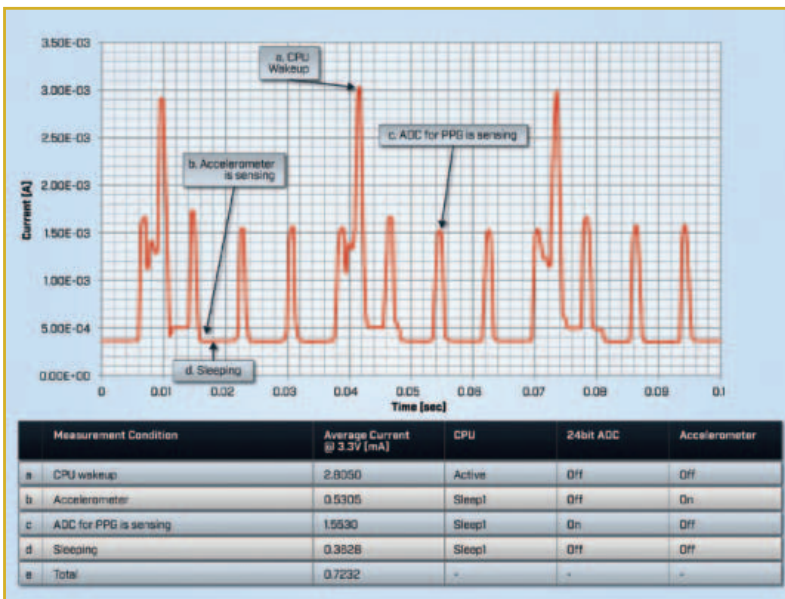 3.50E-03
3.00E-03
2.50E-03
2.00E-03
1.50E-03
1.00E-03
5.00E-04
0.00E+00
Current [A]
a. CPU
Wakeup
c. ADC for PPG is sensing
b. Accelerometer
is sensing
d. Sleeping
0 0.01 0.02 0.03 0.04 0.05 0.06 0.07 0.08 0.09 0.1
Time [sec]
Measurement Condition Average Current CPU 24bit ADC Accelerometer
@ 3.3V [mA]
a CPU wakeup 2.8050 Active Off Off
b Accelerometer 0.5305 Sleep1 Off On
c ADC for PPG is sensing 1.5530 Sleep1 On Off
d Sleeping 0.3628 Sleep1 Off Off
e Total 0.7232 - - -